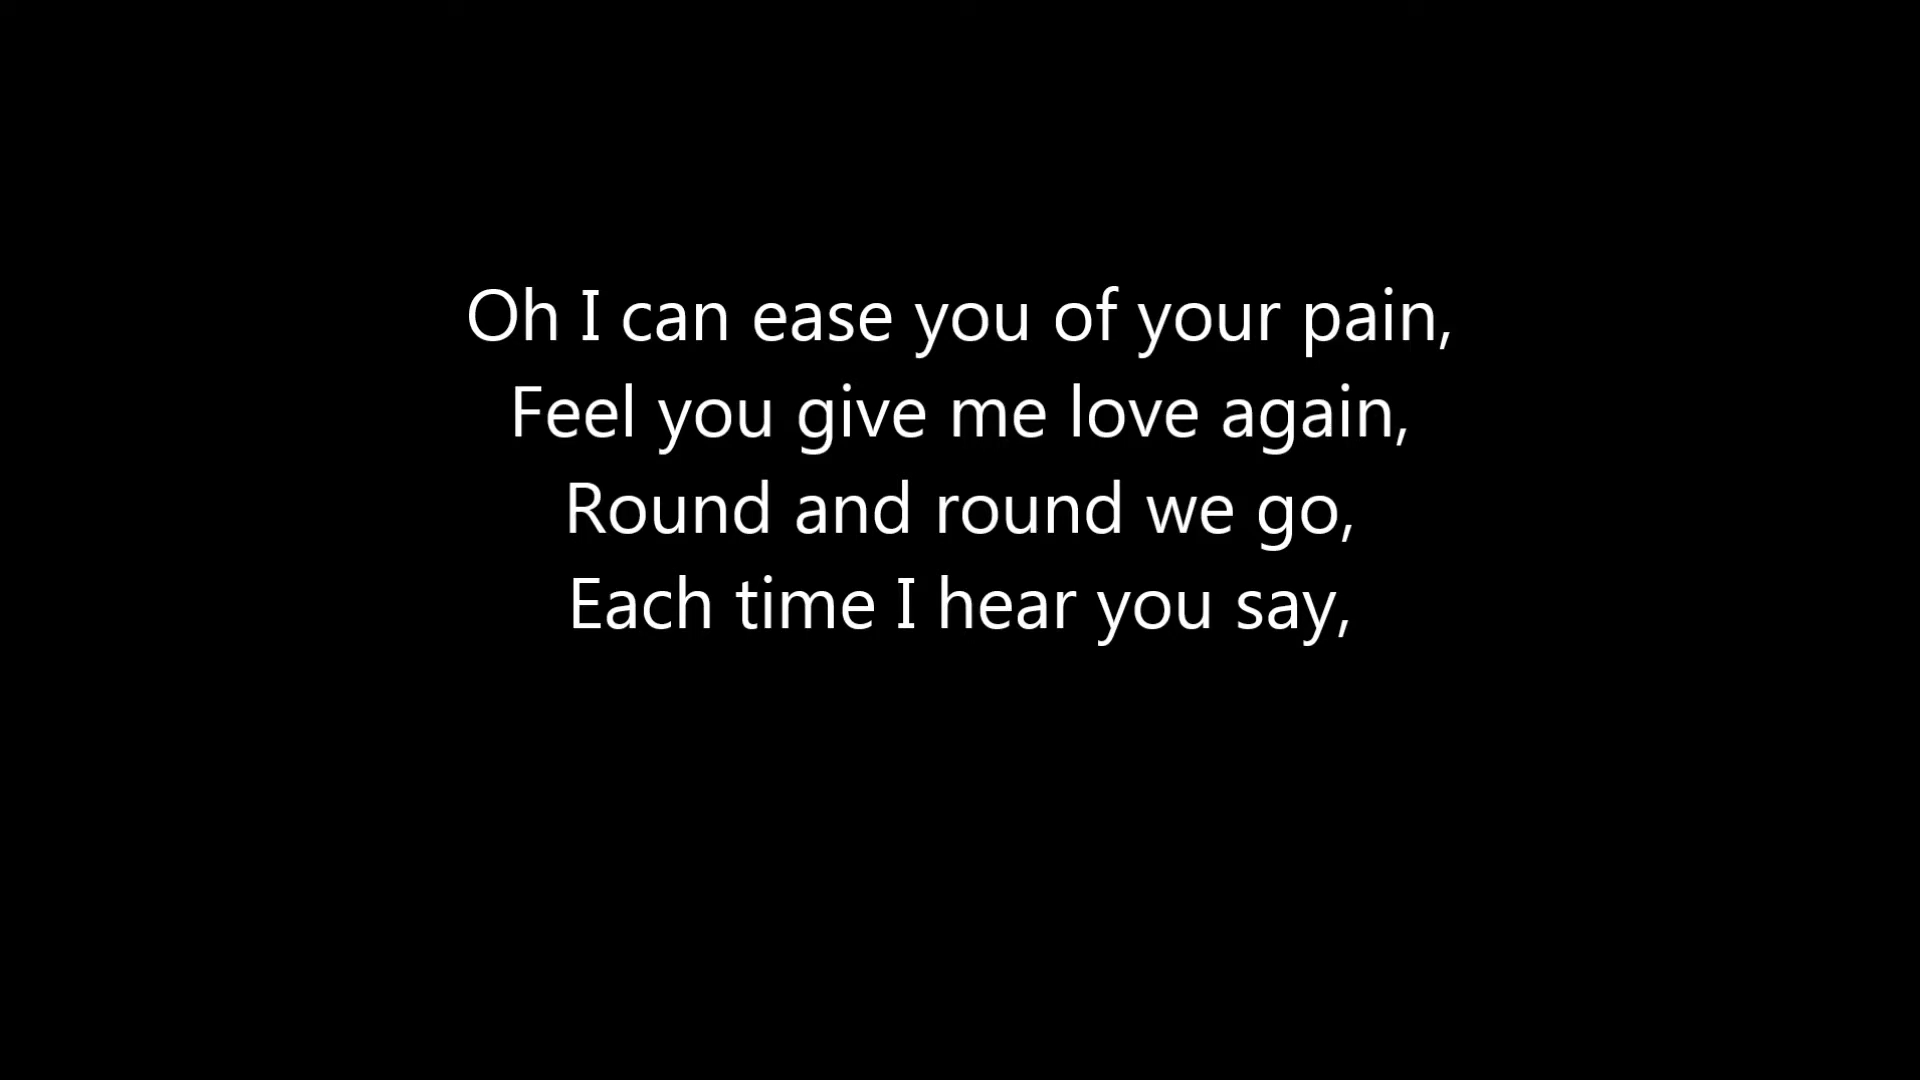 Oh I can ease you of your pain,
Feel you give me love again,
Round and round we go,
Each time I hear you say,